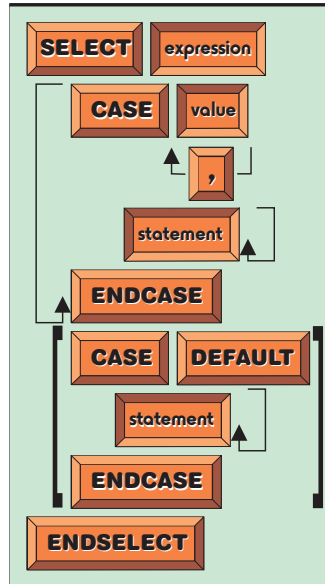 SELECT expression
CASE value
,
statement
ENDCASE
CASE DEFAULT
statement
ENDCASE
ENDSELECT